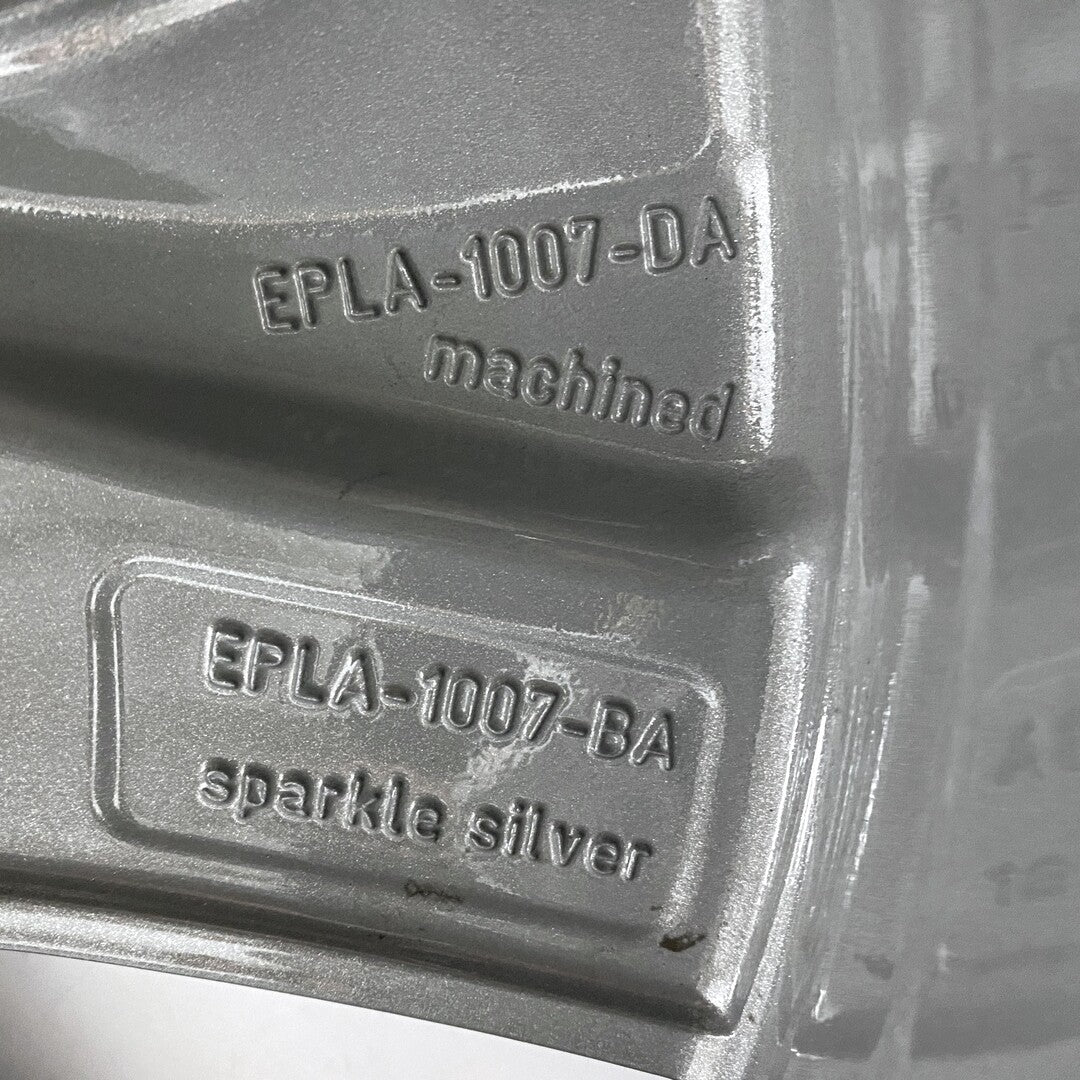 EPLA-1007-DA
machined
EPLA-1007-BA
sparkle silver